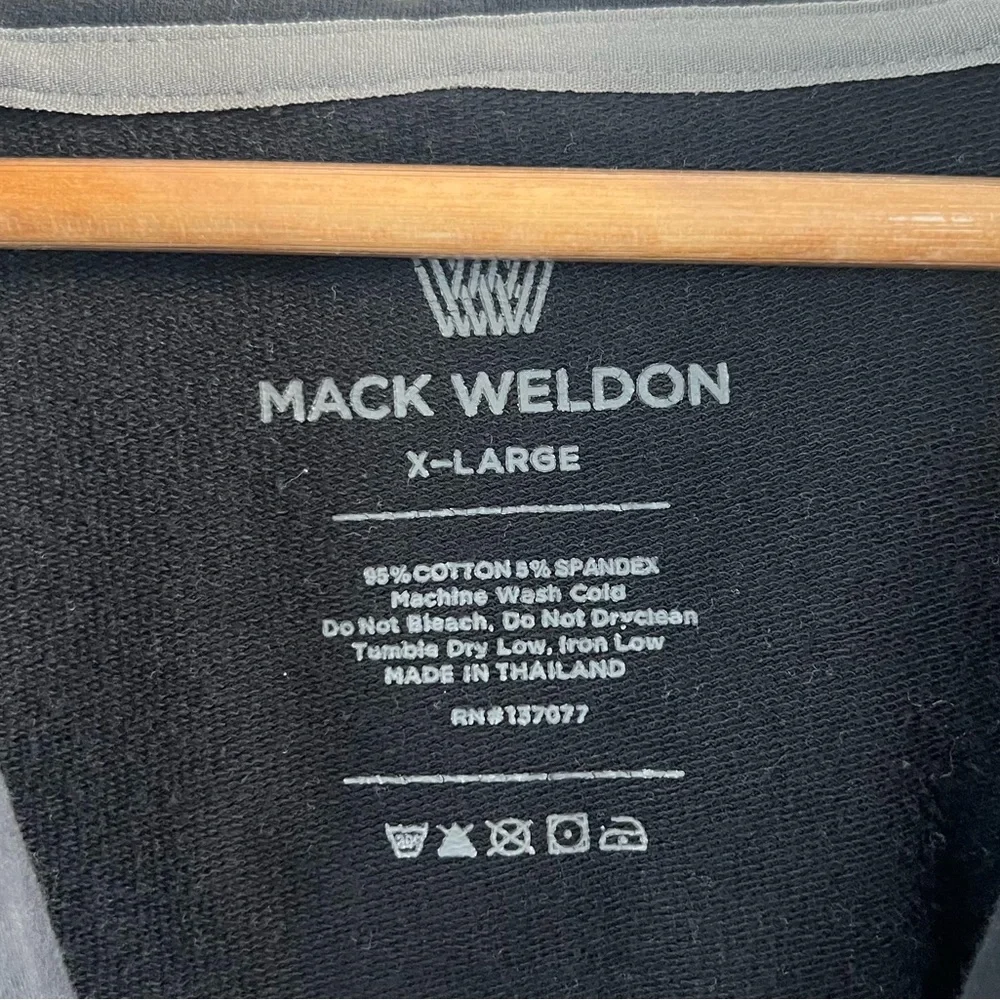 MACK WELDON
X-LARGE
95% COTTON 5% SPANDEX
Machine Wash Cold
Do Not Bleach, Do Not Dryclean
Tumble Dry Low, Iron Low
MADE IN THAILAND
RN#137077